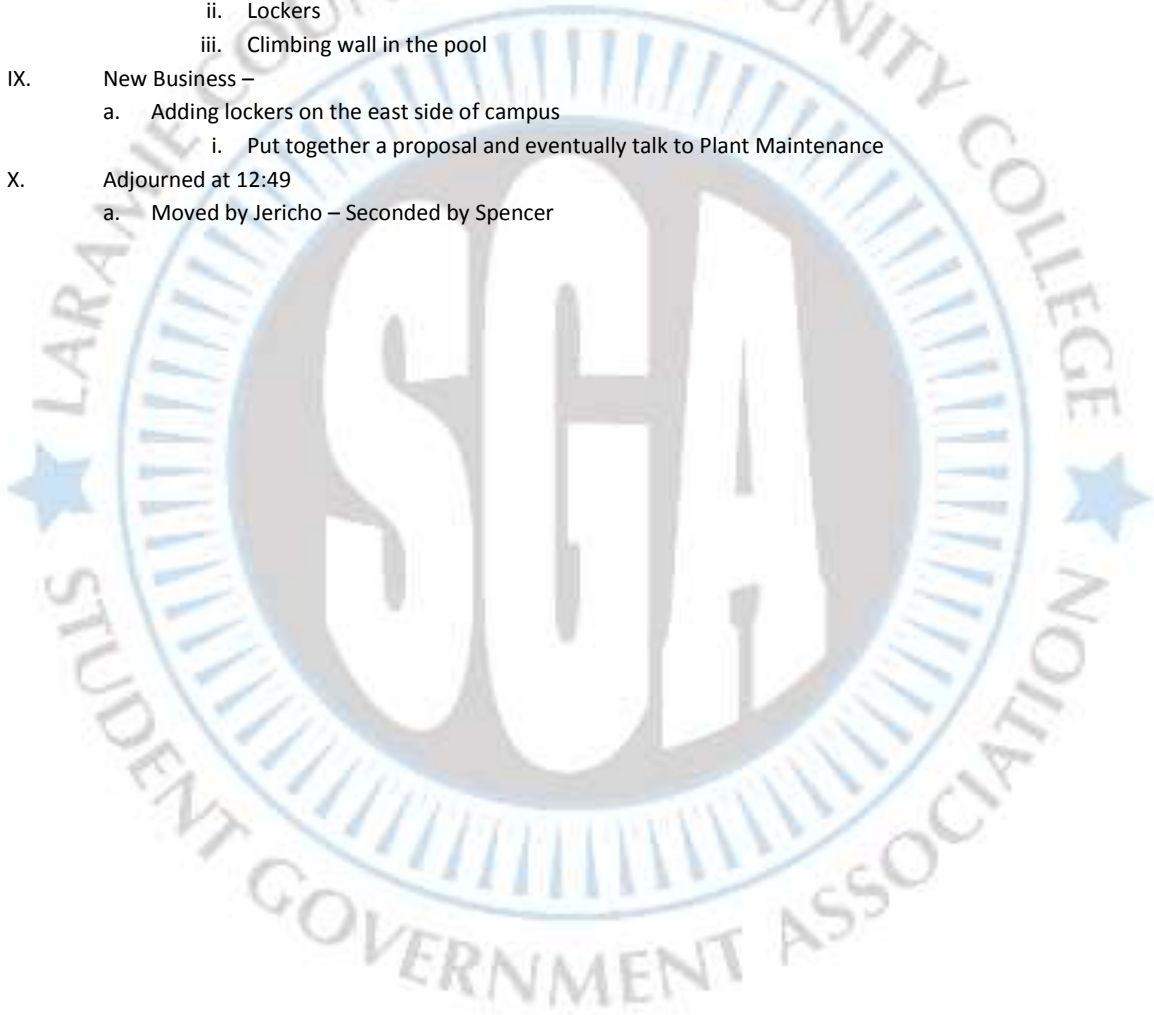 ii. Lockers
iii. Climbing wall in the pool
IX. New Business –
a. Adding lockers on the east side of campus
i. Put together a proposal and eventually talk to Plant Maintenance
X. Adjourned at 12:49
a. Moved by Jericho – Seconded by Spencer
LARAMIE COUNITY COLLEGE
SGA
STUDENT GOVERNMENT ASSOCIATION